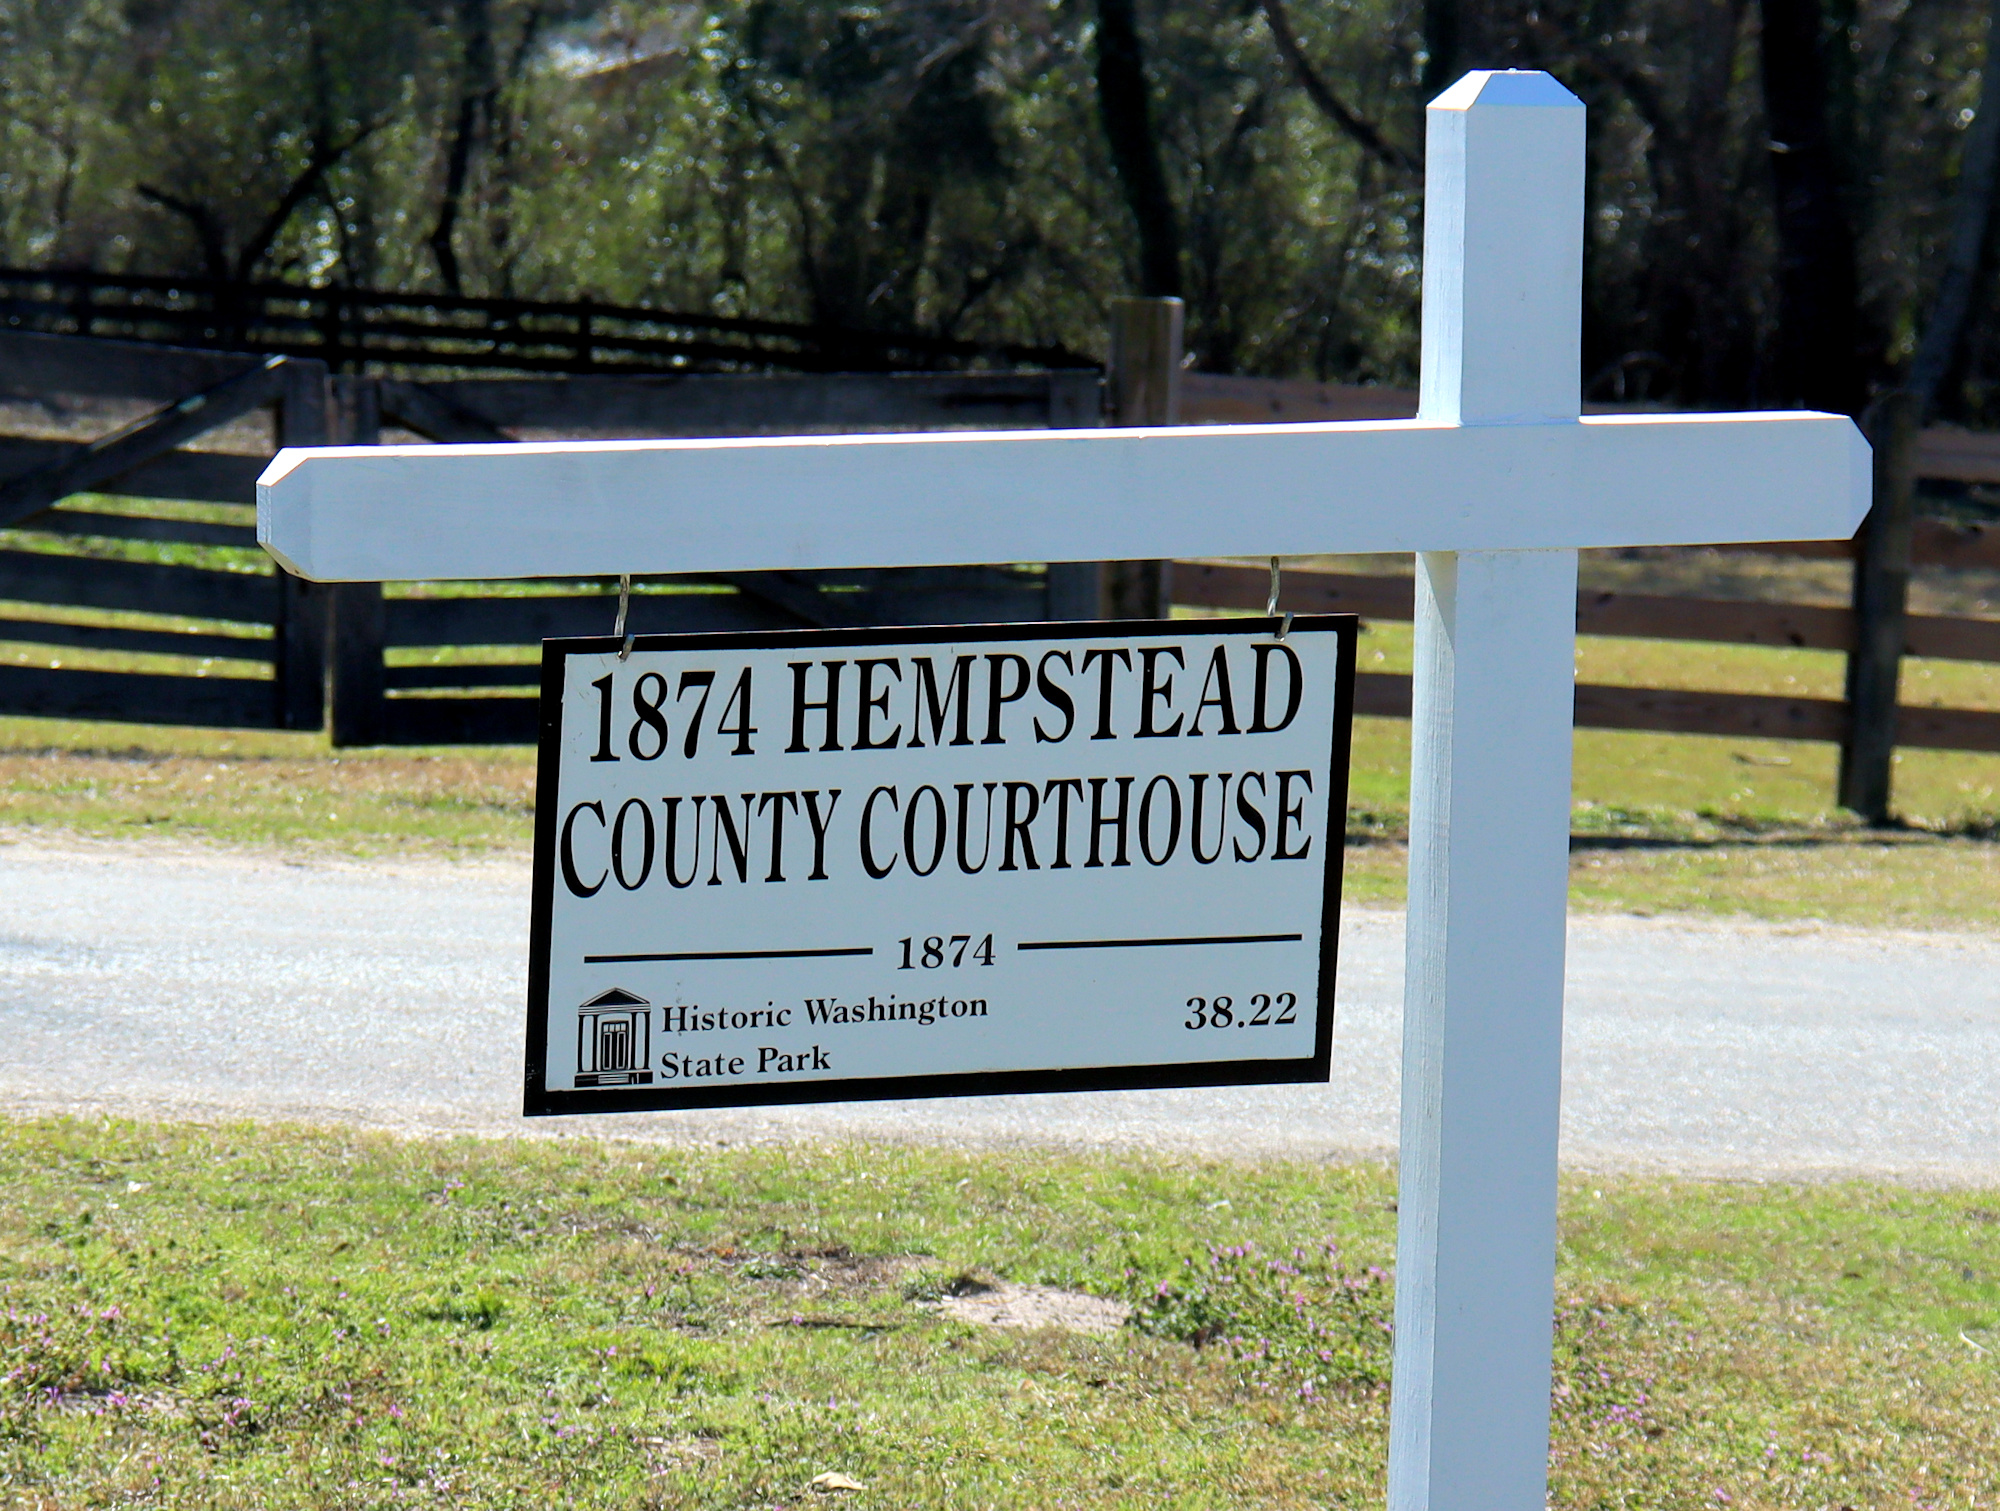 1874 HEMPSTEAD
COUNTY COURTHOUSE
1874
Historic Washington 38.22
State Park